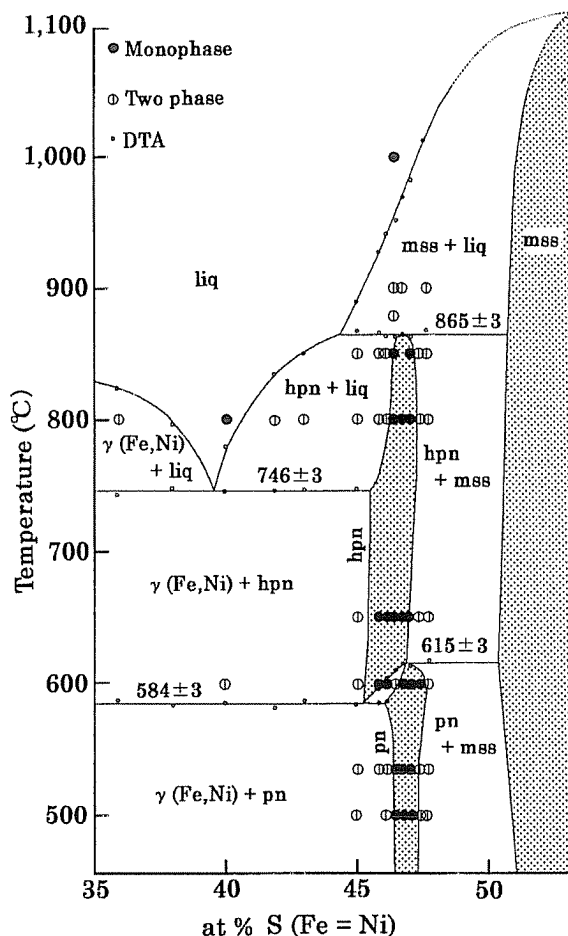 1,100
Monophase
Two phase
DTA
1,000
mss + liq
mss
liq
900
865±3
hpn + liq
800
γ (Fe,Ni)
+ liq
746±3
hpn
+ mss
Temperature (℃)
700
hpn
γ (Fe,Ni) + hpn
615±3
600
584±3
pn
pn
+ mss
γ (Fe,Ni) + pn
500
35
40
45
50
at % S (Fe = Ni)